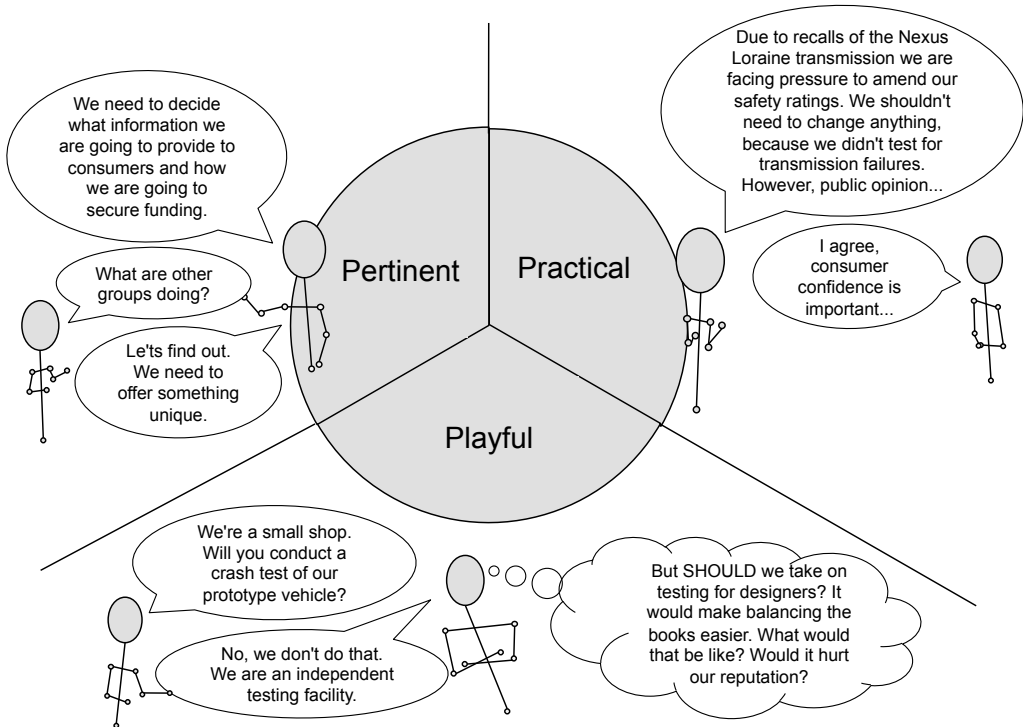 We need to decide
what information we
are going to provide to
consumers and how
we are going to
secure funding.
What are other
groups doing?
Le'ts find out.
We need to
offer something
unique.
Pertinent
Practical
Playful
Due to recalls of the Nexus
Loraine transmission we are
facing pressure to amend our
safety ratings. We shouldn't
need to change anything,
because we didn't test for
transmission failures.
However, public opinion...
I agree,
consumer
confidence is
important...
We're a small shop.
Will you conduct a
crash test of our
prototype vehicle?
No, we don't do that.
We are an independent
testing facility.
But SHOULD we take on
testing for designers? It
would make balancing the
books easier. What would
that be like? Would it hurt
our reputation?